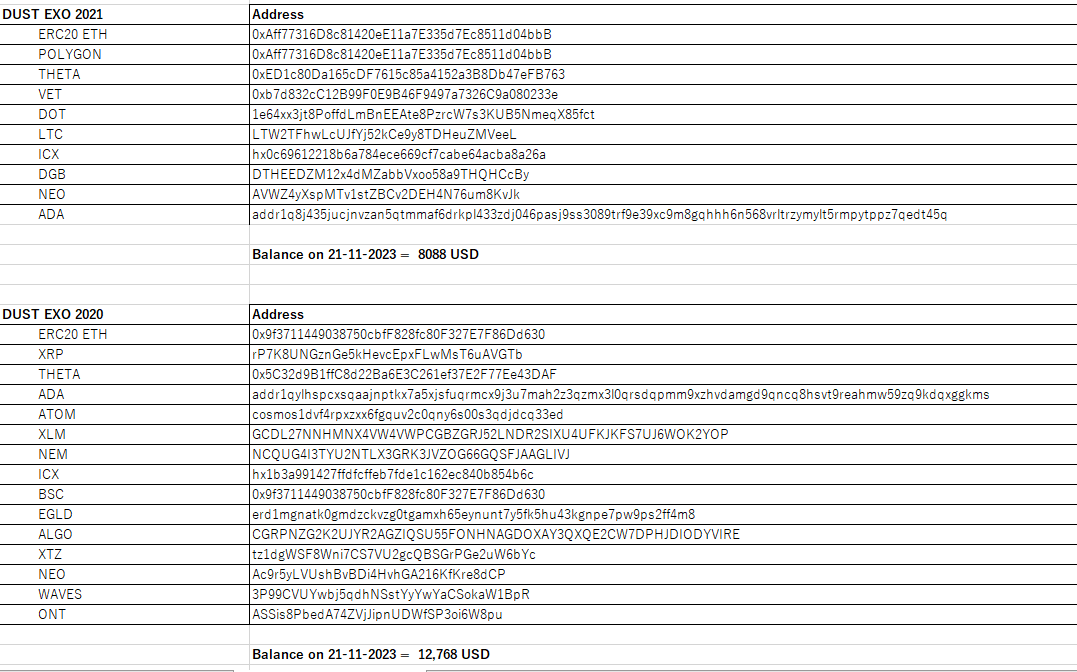 DUST EXO 2021 Address
ERC20 ETH 0xAff77316D8c81420eE11a7E335d7Ec8511d04bbB
POLYGON 0xAff77316D8c81420eE11a7E335d7Ec8511d04bbB
THETA 0xED1c80Da165cDF7615c85a4152a3B8Db47eFB763
VET 0xb7d832cC12B99F0E9B46F9497a7326C9a080233e
DOT 1e64xx3jt8PoffdLmBnEEAte8PzrcW7s3KUB5NmeqX85fct
LTC LTW2TFhwLcUJfYj52kCe9y8TDHeuZMVeeL
ICX hx0c69612218b6a784ece669cf7cabe64acba8a26a
DGB DTHEEDZM12x4dMZabbVxoo58a9THQHCcBy
NEO AVWZ4yXspMTv1stZBCv2DEH4N76um8KvJk
ADA addr1q8j435jucjnvzan5qtmmaf6drkpl433zdj046pasj9ss3089trf9e39xc9m8gqhhh6n568vrltrzymylt5rmpytppz7qedt45q
Balance on 21-11-2023 = 8088 USD
DUST EXO 2020 Address
ERC20 ETH 0x9f3711449038750cbfF828fc80F327E7F86Dd630
XRP rP7K8UNGznGe5kHevcEpxFLwMsT6uAVGTb
THETA 0x5C32d9B1ffC8d22Ba6E3C261ef37E2F77Ee43DAF
ADA addr1qylhspcxsqaajnptkx7a5xjsfuqrmcx9j3u7mah2z3qzmx3l0qrsdqpmm9xzhvdamgd9qncq8hsvt9reahmw59zq9kdqxggkms
ATOM cosmos1dvf4rpxzxx6fgquv2c0qny6s00s3qdjdcq33ed
XLM GCDL27NNHMNX4VW4VWPCGBZGRJ52LNDR2SIXU4UFKJKFS7UJ6WOK2YOP
NEM NCQUG4I3TYU2NTLX3GRK3JVZOG66GQSFJAAGLIVJ
ICX hx1b3a991427ffdfcffeb7fde1c162ec840b854b6c
BSC 0x9f3711449038750cbfF828fc80F327E7F86Dd630
EGLD erd1mgnatk0gmdzckvzg0tgamxh65eynunt7y5fk5hu43kgnpe7pw9ps2ff4m8
ALGO CGRPNZG2K2UJYR2AGZIQSU55FONHNAGDOXAY3QXQE2CW7DPHJDIODYVIRE
XTZ tz1dgWSF8Wni7CS7VU2gcQBSGrPGe2uW6bYc
NEO Ac9r5yLVUshBvBDi4HvhGA216KfKre8dCP
WAVES 3P99CVUYwbj5qdhNSstYyYwYaCSokaW1BpR
ONT ASSis8PbedA74ZVjJipnUDWfSP3oi6W8pu
Balance on 21-11-2023 = 12,768 USD